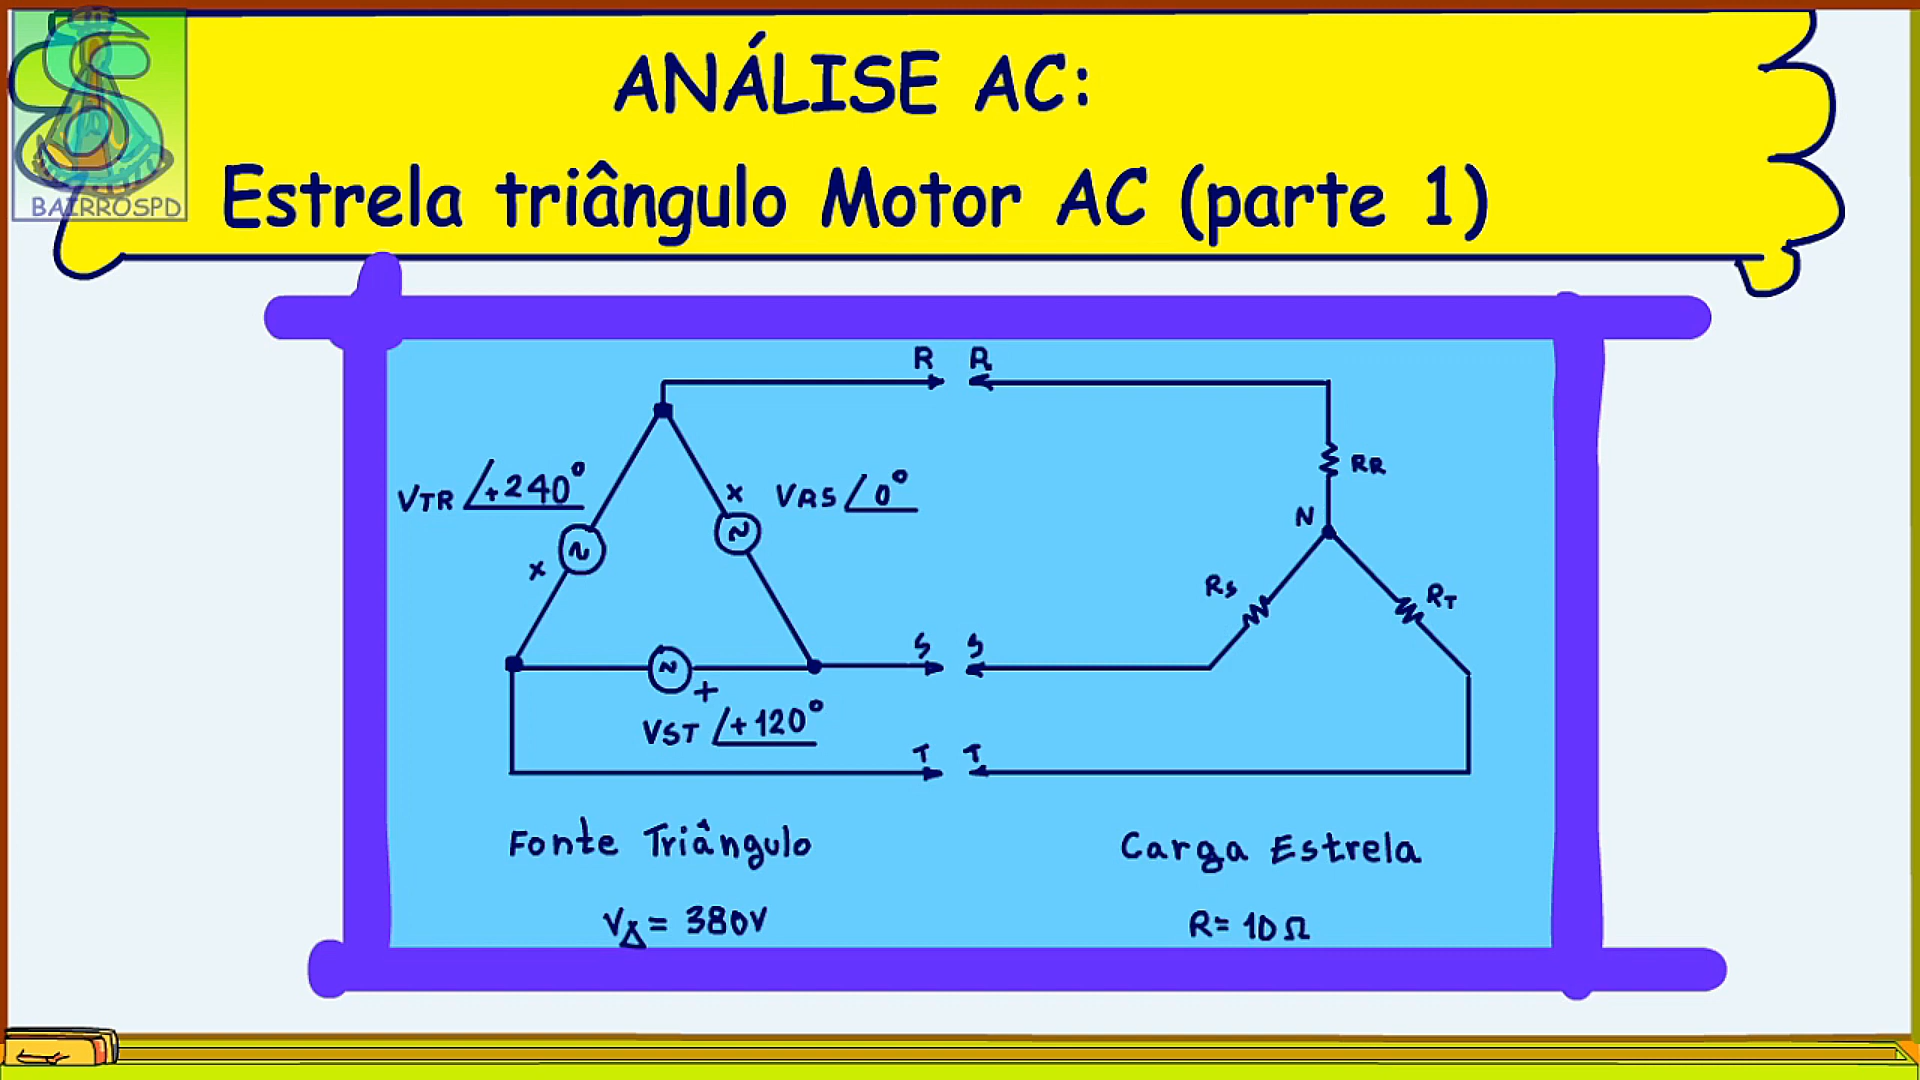 BAIRROSPD
ANÁLISE AC:
Estrela triângulo Motor AC (parte 1)
R R
VTR ∠+240°
x
VRS ∠0°
RR
N
x
RS
RT
S S
+
VST ∠+120°
T T
Fonte Triângulo
Carga Estrela
VΔ = 380V
R= 10Ω